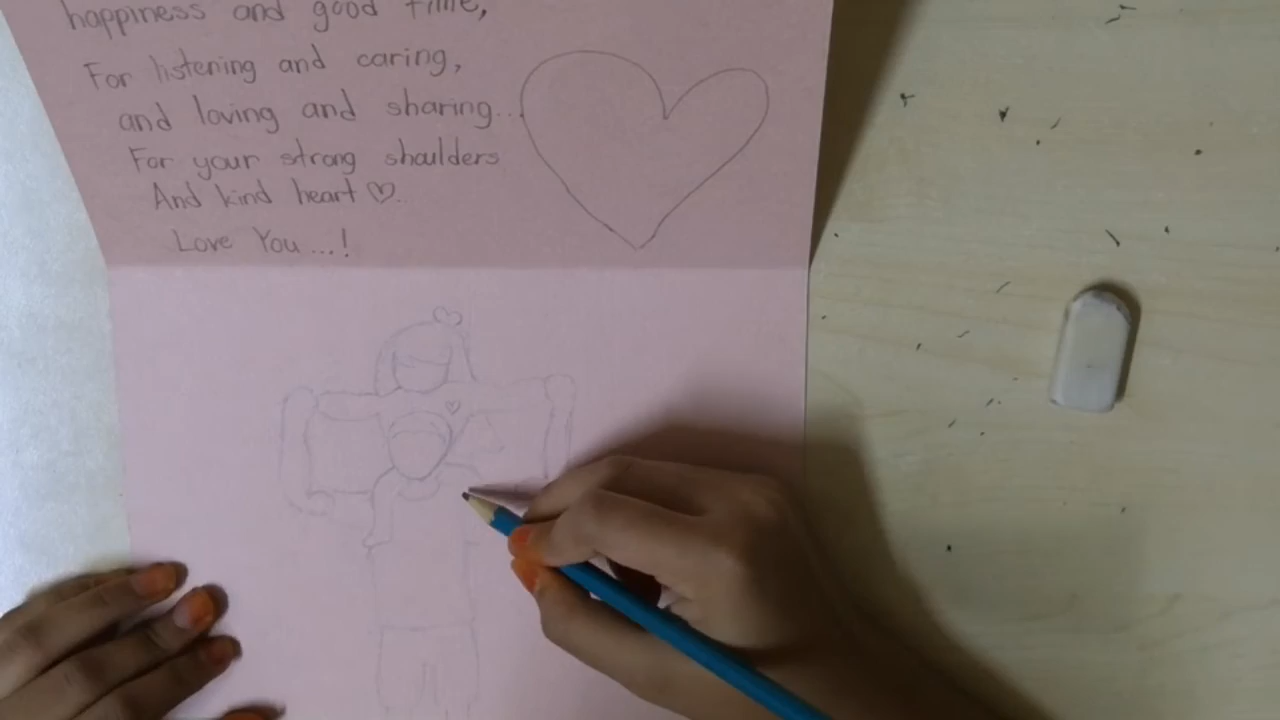 happiness and good time,
For listening and caring,
and loving and sharing...
For your strong shoulders
And kind heart ♡.
Love You...!